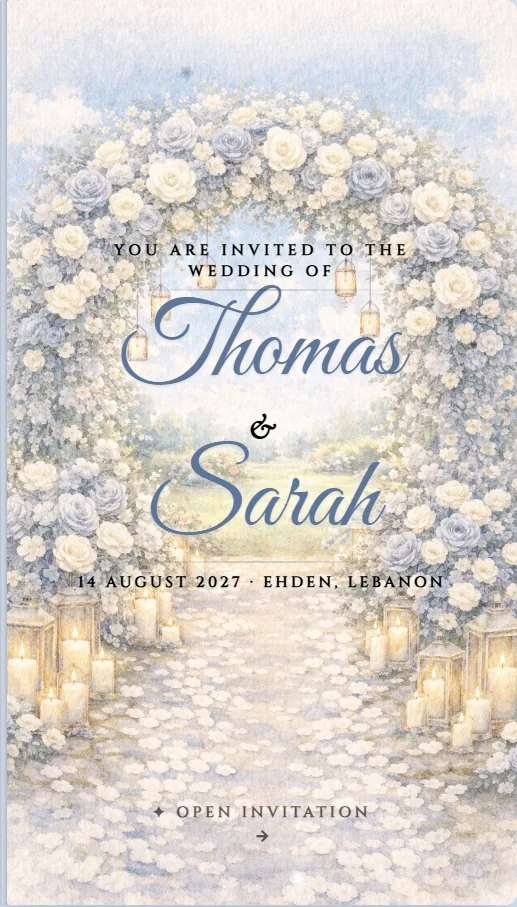 YOU ARE INVITED TO THE
WEDDING OF
Thomas
&
Sarah
14 AUGUST 2027 · EHDEN, LEBANON
✦ OPEN INVITATION
→